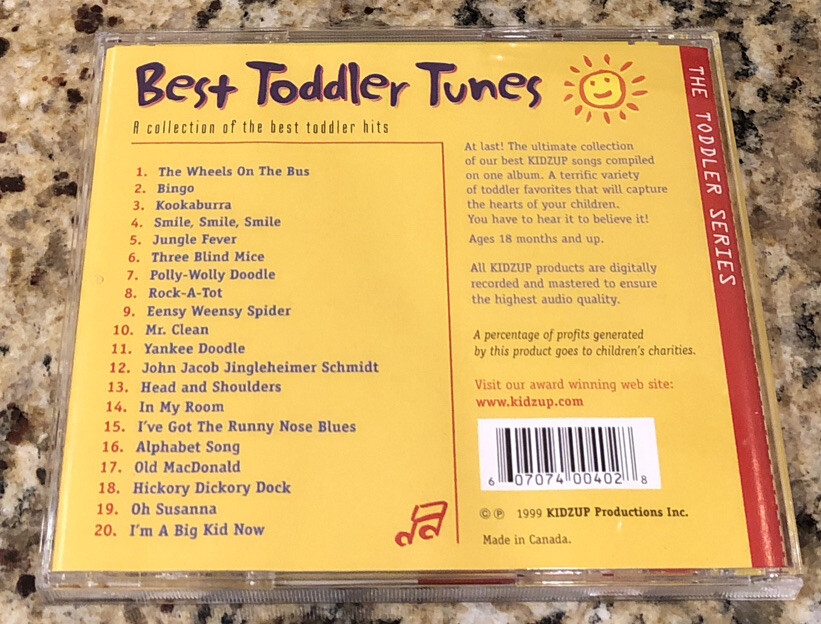 Best Toddler Tunes
A collection of the best toddler hits
1. The Wheels On The Bus
2. Bingo
3. Kookaburra
4. Smile, Smile, Smile
5. Jungle Fever
6. Three Blind Mice
7. Polly-Wolly Doodle
8. Rock-A-Tot
9. Eensy Weensy Spider
10. Mr. Clean
11. Yankee Doodle
12. John Jacob Jingleheimer Schmidt
13. Head and Shoulders
14. In My Room
15. I've Got The Runny Nose Blues
16. Alphabet Song
17. Old MacDonald
18. Hickory Dickory Dock
19. Oh Susanna
20. I'm A Big Kid Now
At last! The ultimate collection
of our best KIDZUP songs compiled
on one album. A terrific variety
of toddler favorites that will capture
the hearts of your children.
You have to hear it to believe it!
Ages 18 months and up.
All KIDZUP products are digitally
recorded and mastered to ensure
the highest audio quality.
A percentage of profits generated
by this product goes to children's charities.
Visit our award winning web site:
www.kidzup.com
6 07074 00402 8
© ℗ 1999 KIDZUP Productions Inc.
Made in Canada.
THE TODDLER SERIES